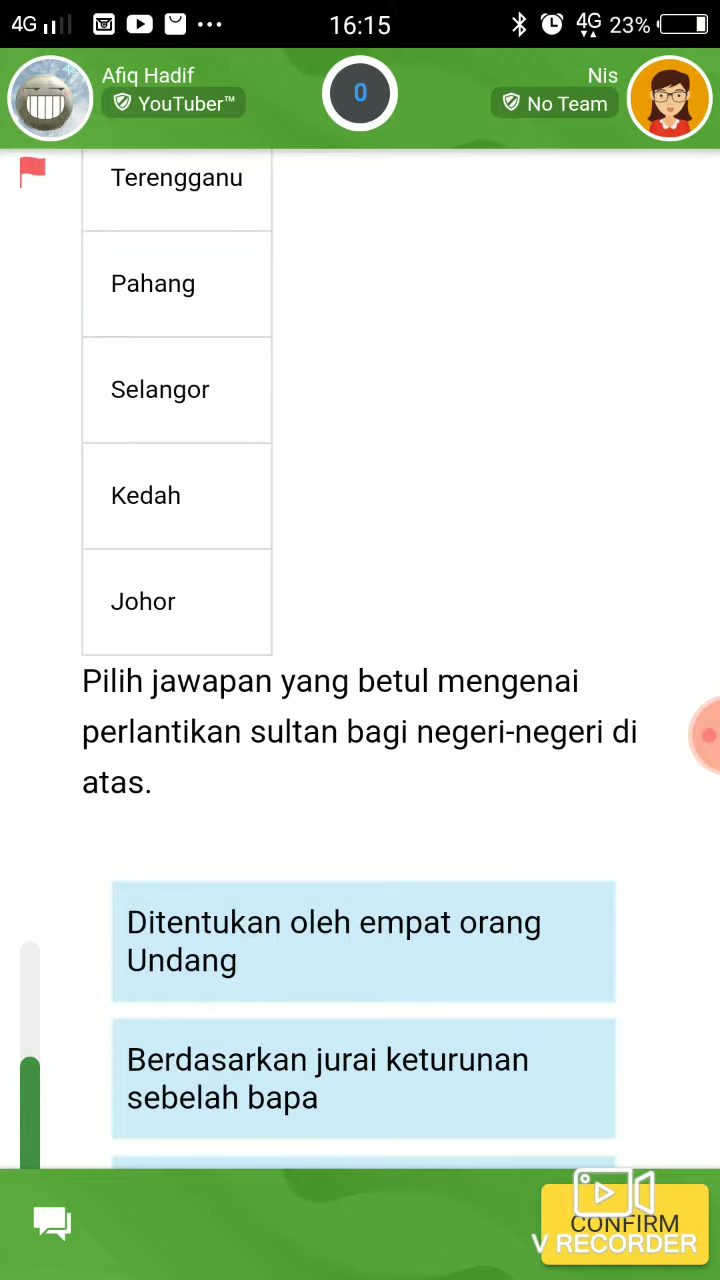 4G 16:15 4G 23%
Afiq Hadif 0 Nis
YouTuber™ No Team
Terengganu
Pahang
Selangor
Kedah
Johor
Pilih jawapan yang betul mengenai
perlantikan sultan bagi negeri-negeri di
atas.
Ditentukan oleh empat orang
Undang
Berdasarkan jurai keturunan
sebelah bapa
CONFIRM
V RECORDER